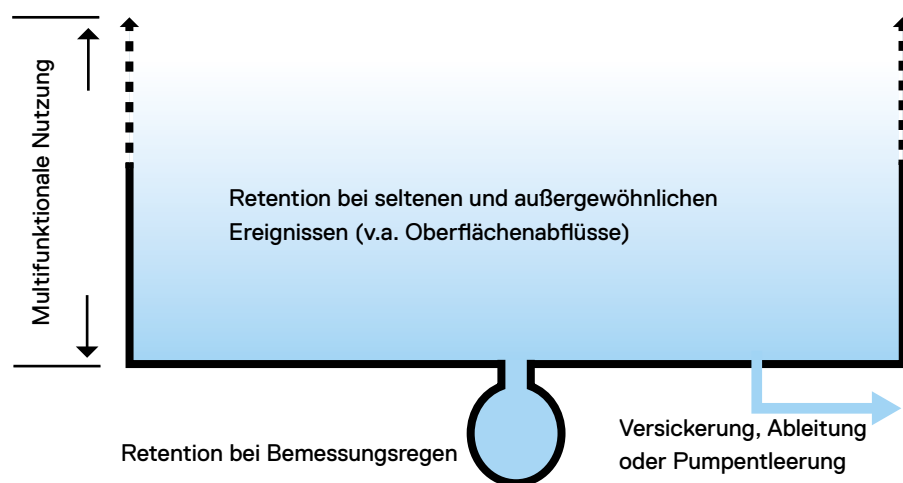 Multifunktionale Nutzung
Retention bei seltenen und außergewöhnlichen
Ereignissen (v.a. Oberflächenabflüsse)
Retention bei Bemessungsregen
Versickerung, Ableitung
oder Pumpentleerung